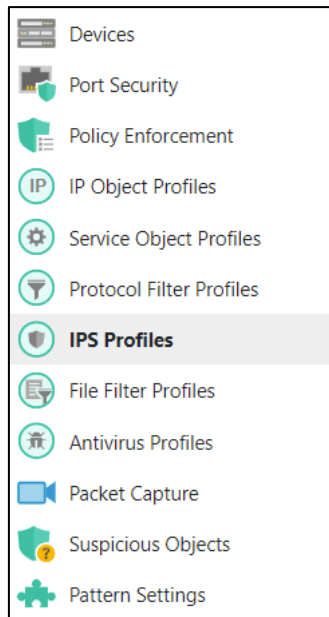 Devices
Port Security
Policy Enforcement
IP IP Object Profiles
Service Object Profiles
Protocol Filter Profiles
IPS Profiles
File Filter Profiles
Antivirus Profiles
Packet Capture
? Suspicious Objects
Pattern Settings